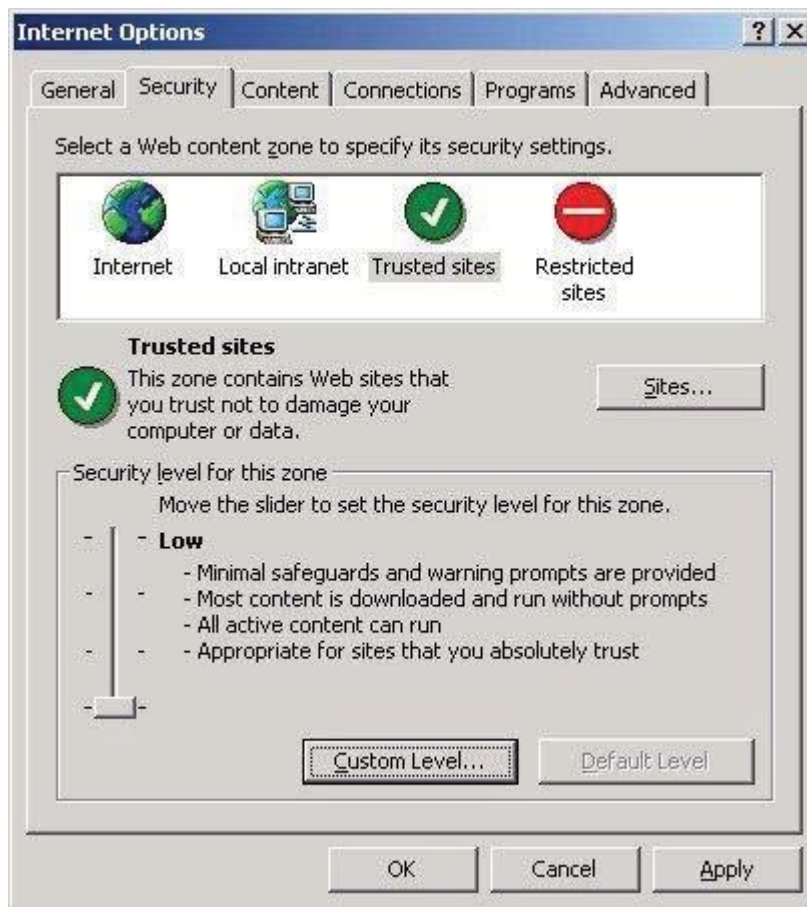 Internet Options
? X
General Security Content Connections Programs Advanced
Select a Web content zone to specify its security settings.
Internet Local intranet Trusted sites Restricted
sites
Trusted sites
This zone contains Web sites that
you trust not to damage your
computer or data.
Sites...
Security level for this zone
Move the slider to set the security level for this zone.
Low
- Minimal safeguards and warning prompts are provided
- Most content is downloaded and run without prompts
- All active content can run
- Appropriate for sites that you absolutely trust
Custom Level... Default Level
OK Cancel Apply